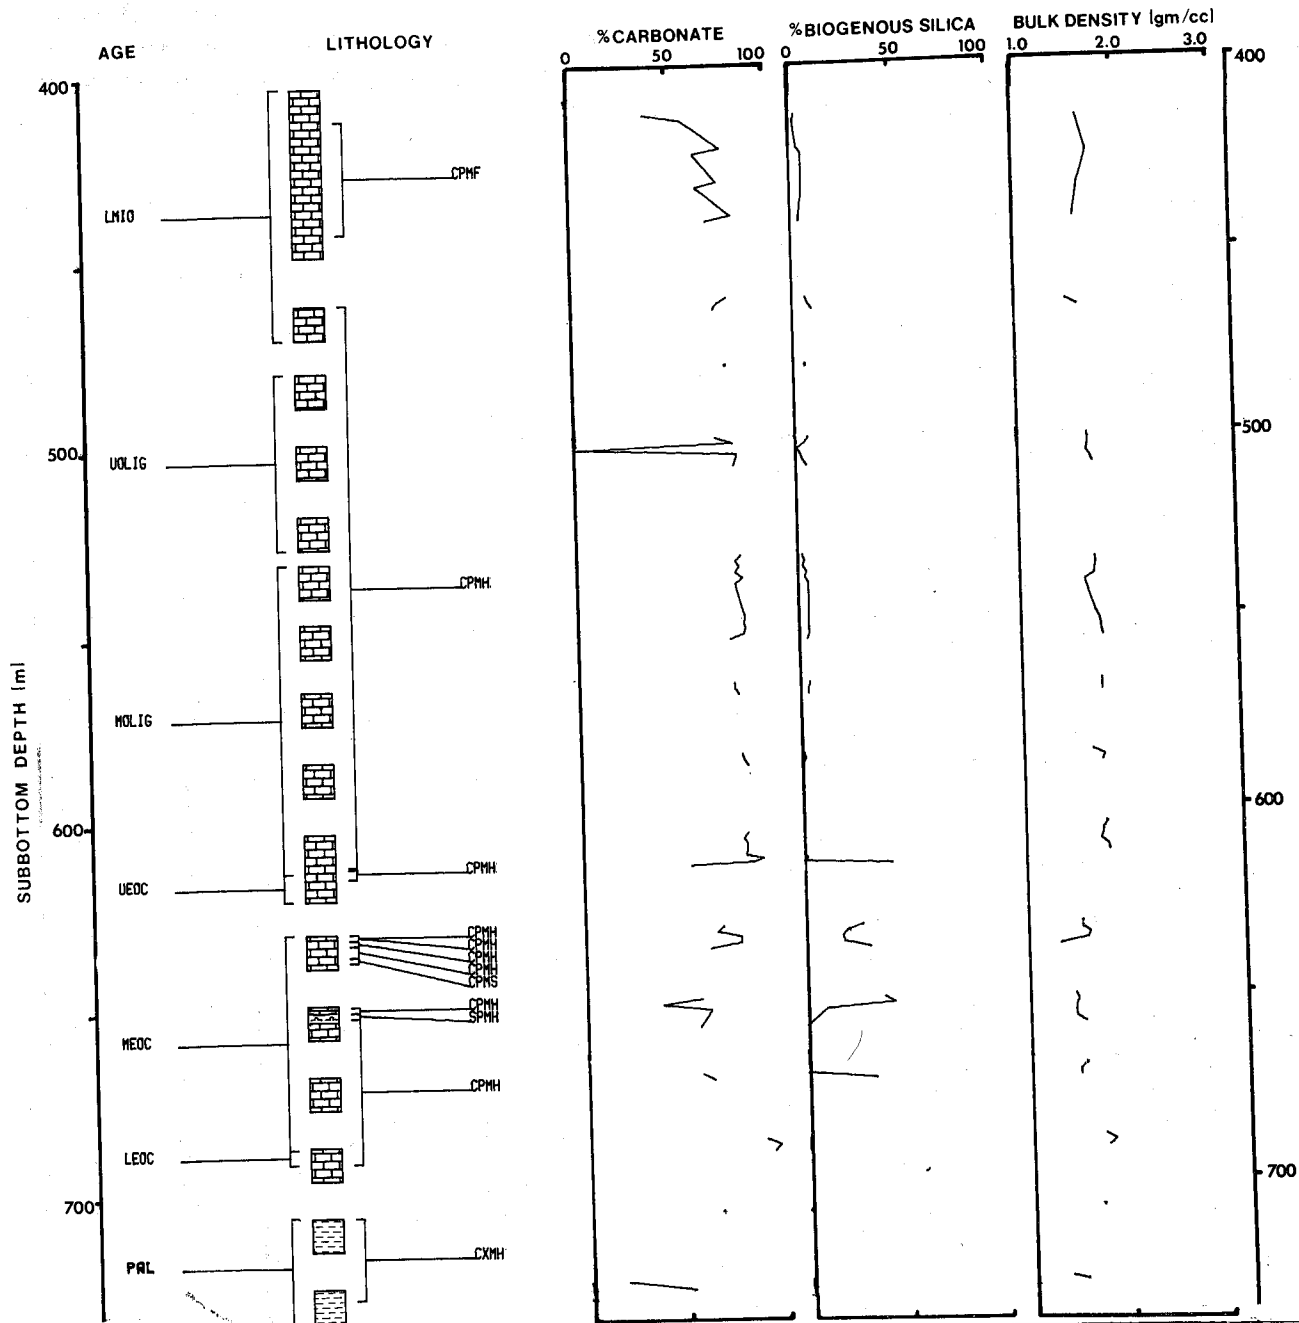 AGE
LITHOLOGY
%CARBONATE
%BIOGENOUS SILICA
BULK DENSITY [gm/cc]
0 50 100
0 50 100
1.0 2.0 3.0
400
400
CPMF
LMIO
500
500
UOLIG
CPMH
SUBBOTTOM DEPTH [m]
MOLIG
600
600
CPMH
UEOC
CPMH
CPMH
CPMH
CPMH
CPMS
CPMH
SPMH
MEOC
CPMH
LEOC
700
700
CXMH
PAL